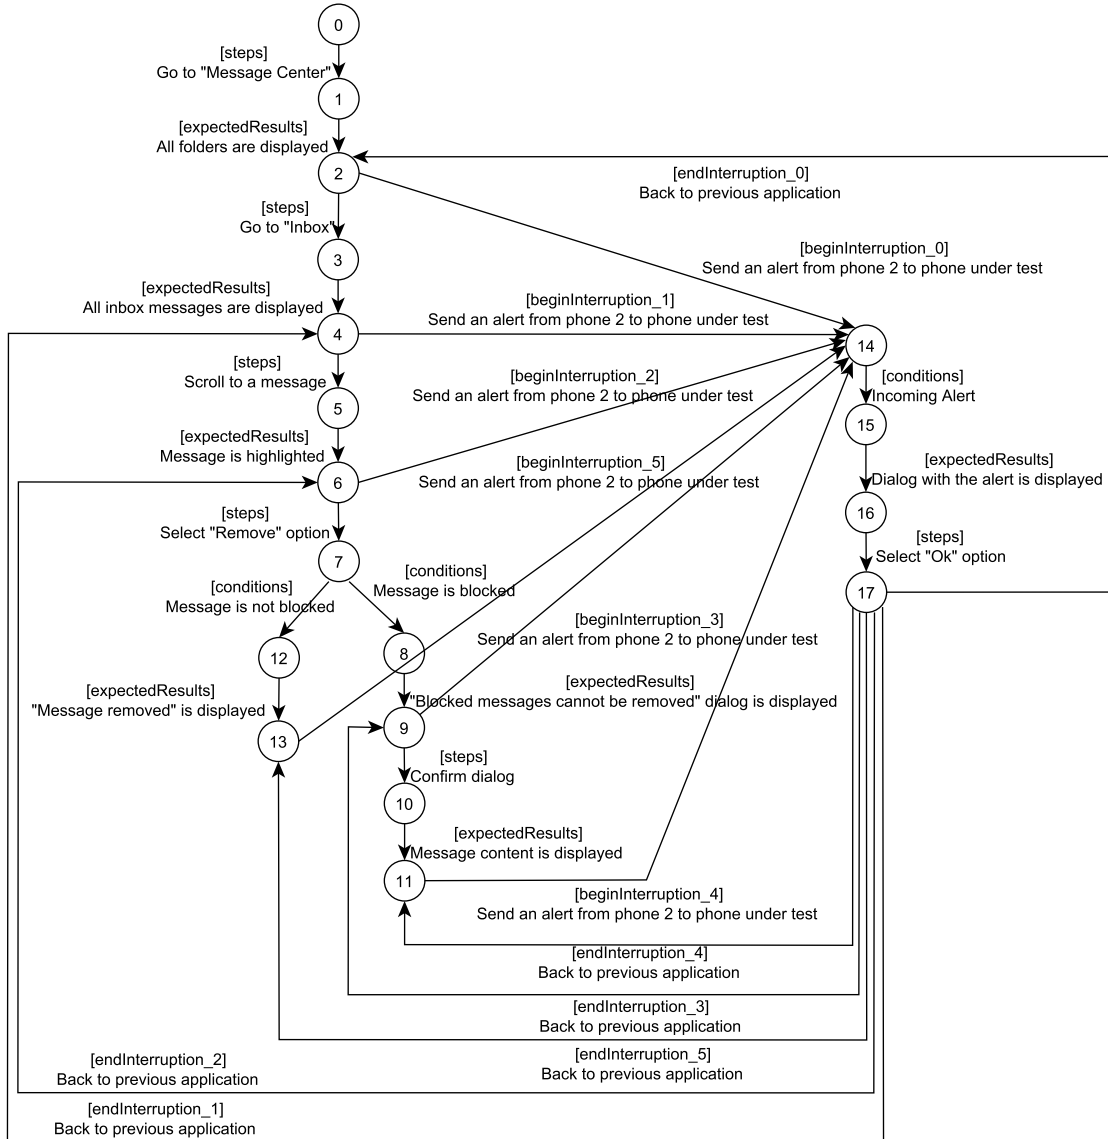 0
[steps]
Go to "Message Center"
1
[expectedResults]
All folders are displayed
2
[endInterruption_0]
Back to previous application
[steps]
Go to "Inbox"
[beginInterruption_0]
Send an alert from phone 2 to phone under test
3
[expectedResults]
All inbox messages are displayed
[beginInterruption_1]
Send an alert from phone 2 to phone under test
4
14
[steps]
Scroll to a message
[beginInterruption_2]
Send an alert from phone 2 to phone under test
[conditions]
Incoming Alert
5
15
[expectedResults]
Message is highlighted
[beginInterruption_5]
Send an alert from phone 2 to phone under test
[expectedResults]
Dialog with the alert is displayed
6
16
[steps]
Select "Remove" option
[steps]
Select "Ok" option
7
[conditions]
Message is not blocked
[conditions]
Message is blocked
17
[beginInterruption_3]
Send an alert from phone 2 to phone under test
12
8
[expectedResults]
"Message removed" is displayed
[expectedResults]
"Blocked messages cannot be removed" dialog is displayed
13
9
[steps]
Confirm dialog
10
[expectedResults]
Message content is displayed
11
[beginInterruption_4]
Send an alert from phone 2 to phone under test
[endInterruption_4]
Back to previous application
[endInterruption_3]
Back to previous application
[endInterruption_2]
Back to previous application
[endInterruption_5]
Back to previous application
[endInterruption_1]
Back to previous application